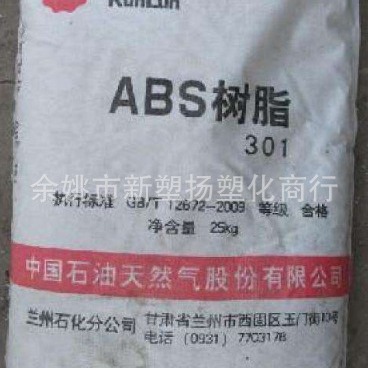 KUNLUN
ABS树脂
301
余姚市新塑扬塑化商行
执行标准 GB/T 12672-2009 等级 合格
净含量 25kg
中国石油天然气股份有限公司
兰州石化分公司 甘肃省兰州市西固区玉门街10号
电话 (0931) 7703178